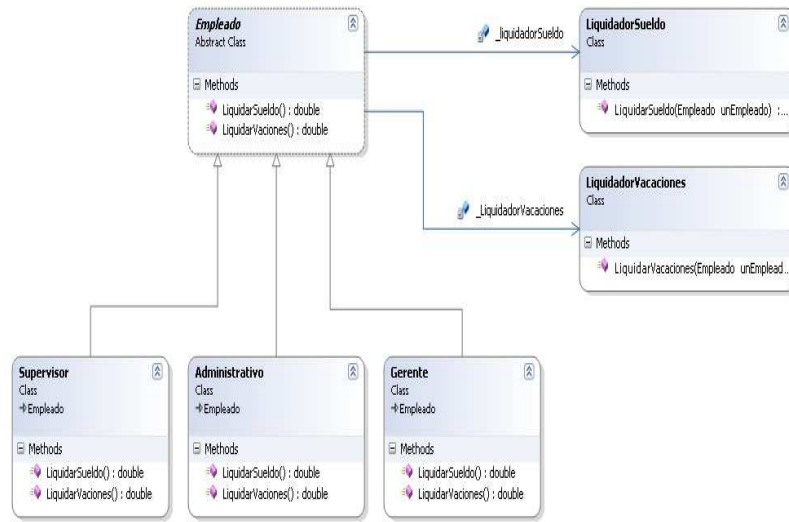 Empleado
Abstract Class
Methods
LiquidarSueldo() : double
LiquidarVaciones() : double
_liquidadorSueldo
LiquidadorSueldo
Class
Methods
LiquidarSueldo(Empleado unEmpleado) :...
_LiquidadorVacaciones
LiquidadorVacaciones
Class
Methods
LiquidarVacaciones(Empleado unEmplead...
Supervisor
Class
Empleado
Methods
LiquidarSueldo() : double
LiquidarVaciones() : double
Administrativo
Class
Empleado
Methods
LiquidarSueldo() : double
LiquidarVaciones() : double
Gerente
Class
Empleado
Methods
LiquidarSueldo() : double
LiquidarVaciones() : double